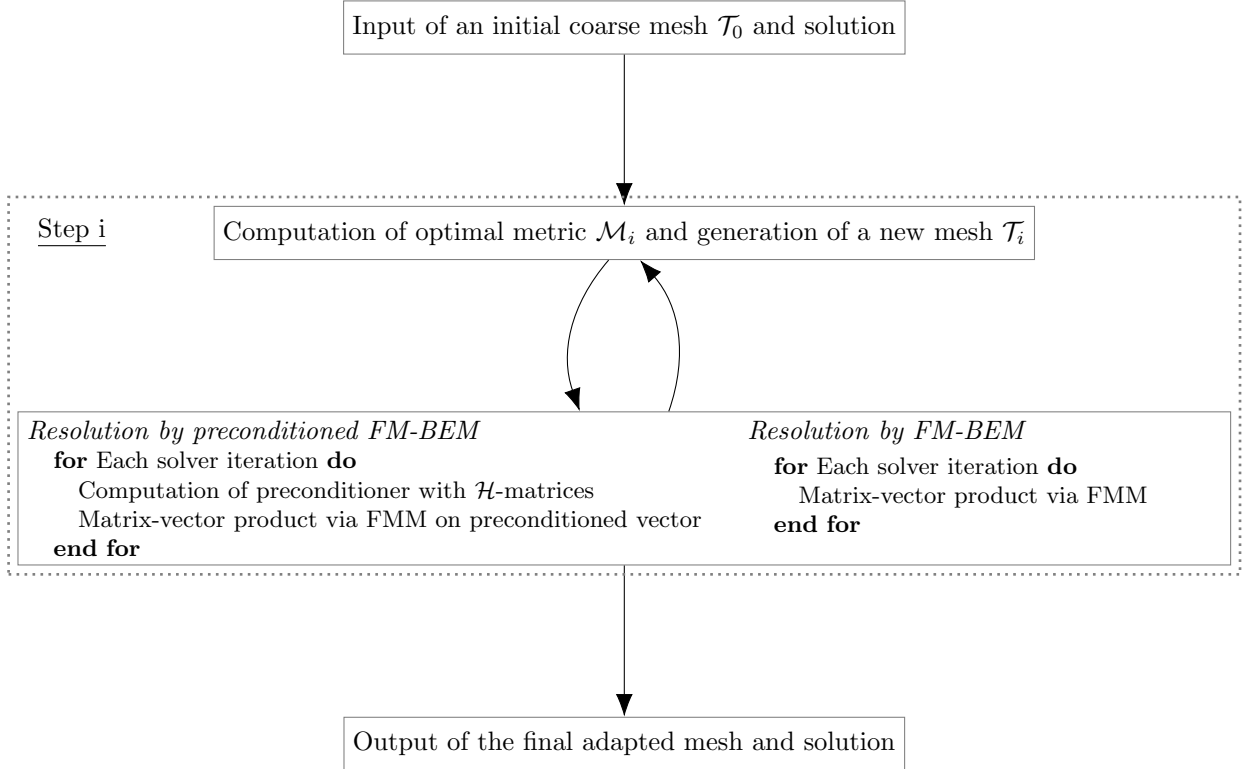 Input of an initial coarse mesh 𝒯₀ and solution
Step i
Computation of optimal metric ℳᵢ and generation of a new mesh 𝒯ᵢ
Resolution by preconditioned FM-BEM
for Each solver iteration do
Computation of preconditioner with ℋ-matrices
Matrix-vector product via FMM on preconditioned vector
end for
Resolution by FM-BEM
for Each solver iteration do
Matrix-vector product via FMM
end for
Output of the final adapted mesh and solution